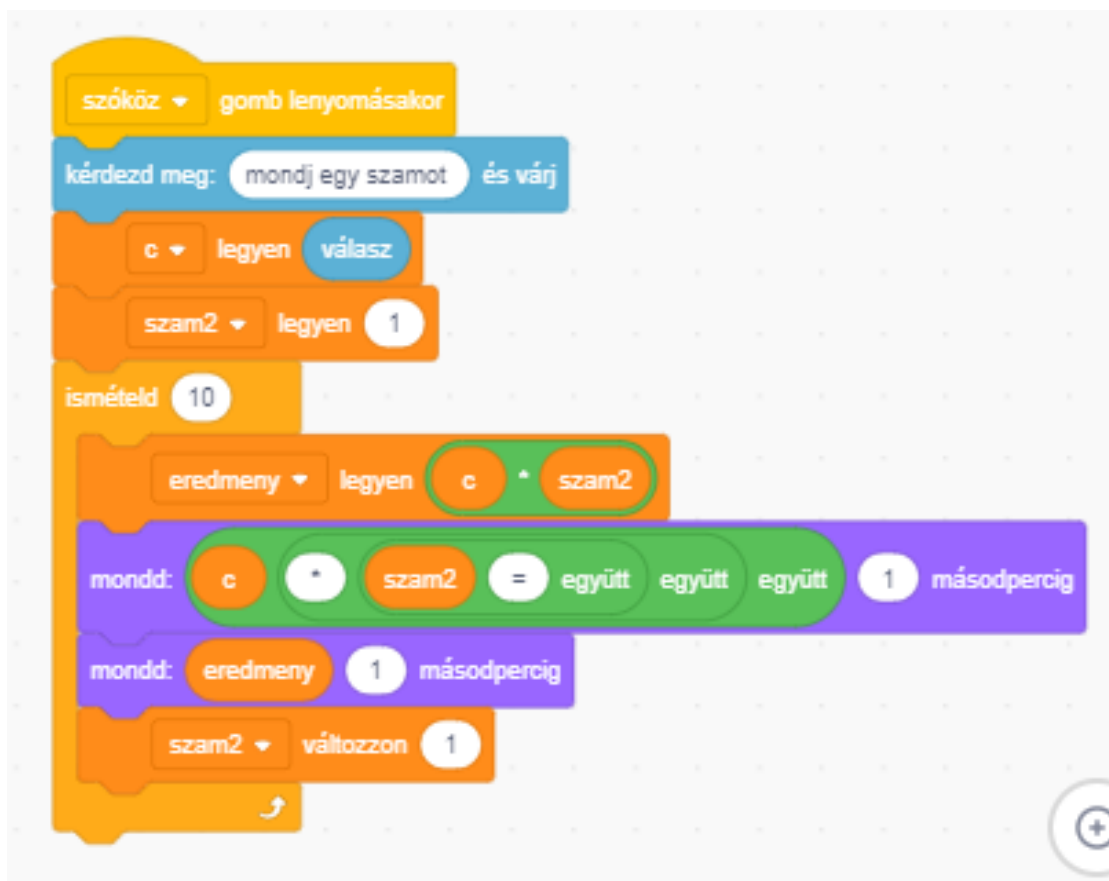 szóköz gomb lenyomásakor
kérdezd meg: mondj egy szamot és várj
c legyen válasz
szam2 legyen 1
ismételd 10
eredmeny legyen c * szam2
mondd: c * szam2 = együtt együtt együtt 1 másodpercig
mondd: eredmeny 1 másodpercig
szam2 változzon 1